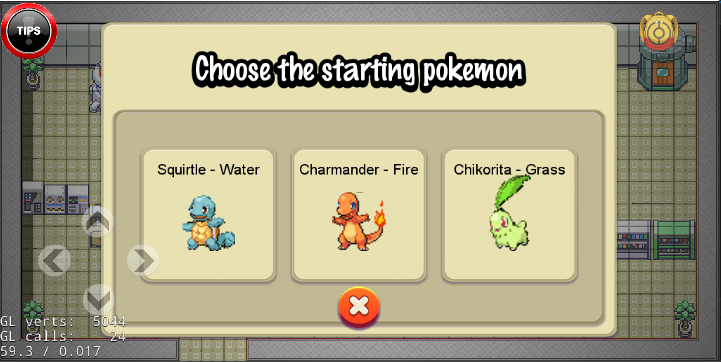 TIPS
Choose the starting pokemon
Squirtle - Water
Charmander - Fire
Chikorita - Grass
GL verts: 5044
GL calls: 24
59.3 / 0.017